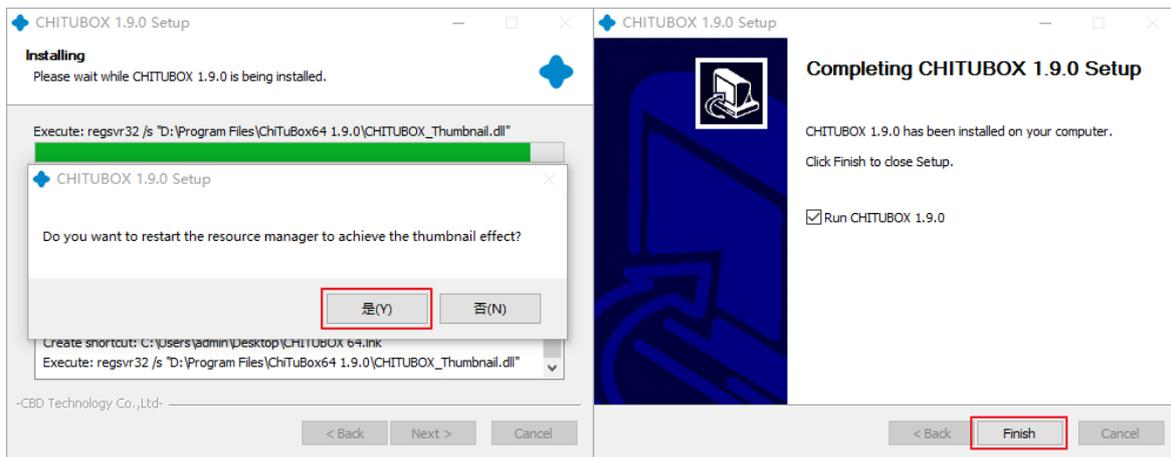 CHITUBOX 1.9.0 Setup
Installing
Please wait while CHITUBOX 1.9.0 is being installed.
Execute: regsvr32 /s "D:\Program Files\ChiTuBox64 1.9.0\CHITUBOX_Thumbnail.dll"
CHITUBOX 1.9.0 Setup
Do you want to restart the resource manager to achieve the thumbnail effect?
是(Y)
否(N)
Create shortcut: C:\Users\admin\Desktop\CHITUBOX 64.lnk
Execute: regsvr32 /s "D:\Program Files\ChiTuBox64 1.9.0\CHITUBOX_Thumbnail.dll"
-CBD Technology Co.,Ltd-
< Back
Next >
Cancel
CHITUBOX 1.9.0 Setup
Completing CHITUBOX 1.9.0 Setup
CHITUBOX 1.9.0 has been installed on your computer.
Click Finish to close Setup.
Run CHITUBOX 1.9.0
< Back
Finish
Cancel